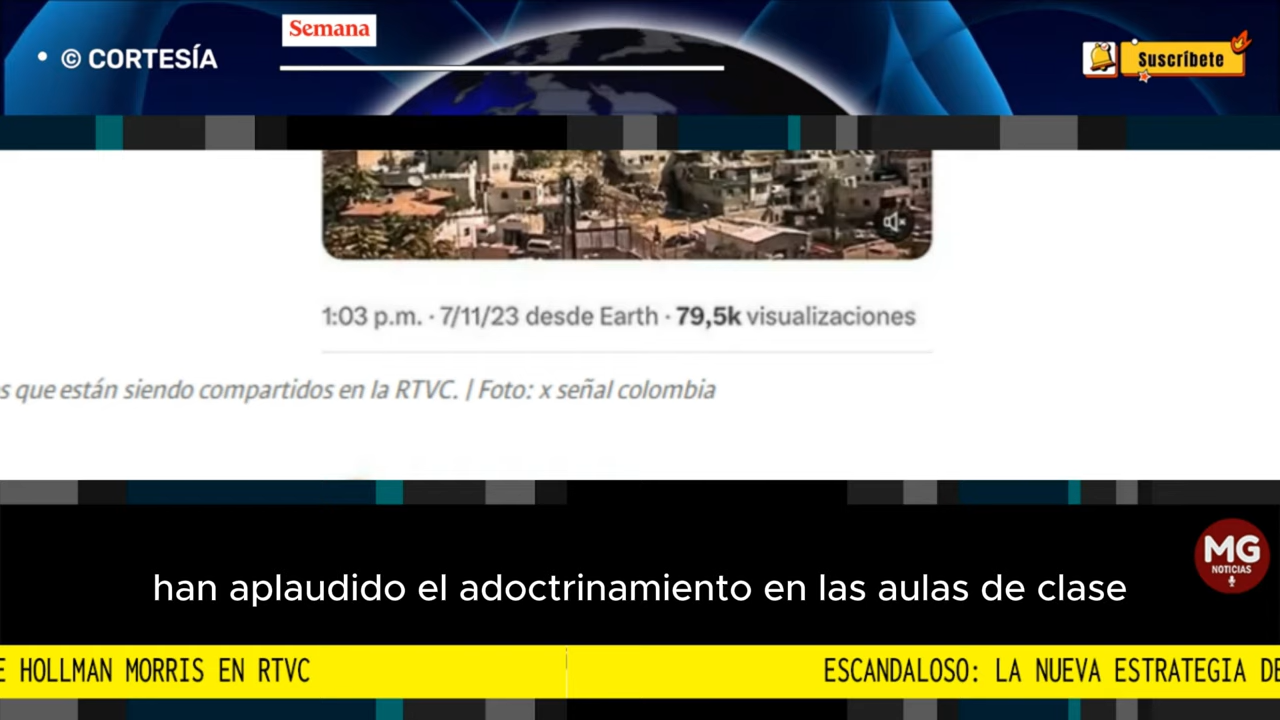 Semana
• © CORTESÍA
Suscríbete
1:03 p.m. · 7/11/23 desde Earth · 79,5k visualizaciones
s que están siendo compartidos en la RTVC. | Foto: x señal colombia
MG
NOTICIAS
han aplaudido el adoctrinamiento en las aulas de clase
E HOLLMAN MORRIS EN RTVC
ESCANDALOSO: LA NUEVA ESTRATEGIA DE